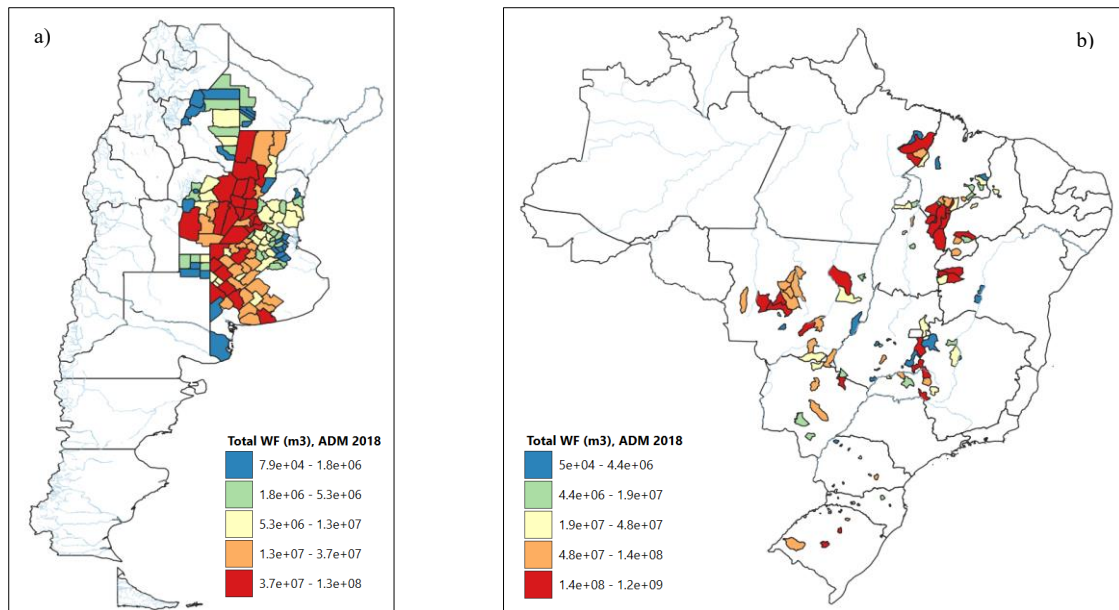 a)
Total WF (m3), ADM 2018
7.9e+04 - 1.8e+06
1.8e+06 - 5.3e+06
5.3e+06 - 1.3e+07
1.3e+07 - 3.7e+07
3.7e+07 - 1.3e+08
b)
Total WF (m3), ADM 2018
5e+04 - 4.4e+06
4.4e+06 - 1.9e+07
1.9e+07 - 4.8e+07
4.8e+07 - 1.4e+08
1.4e+08 - 1.2e+09